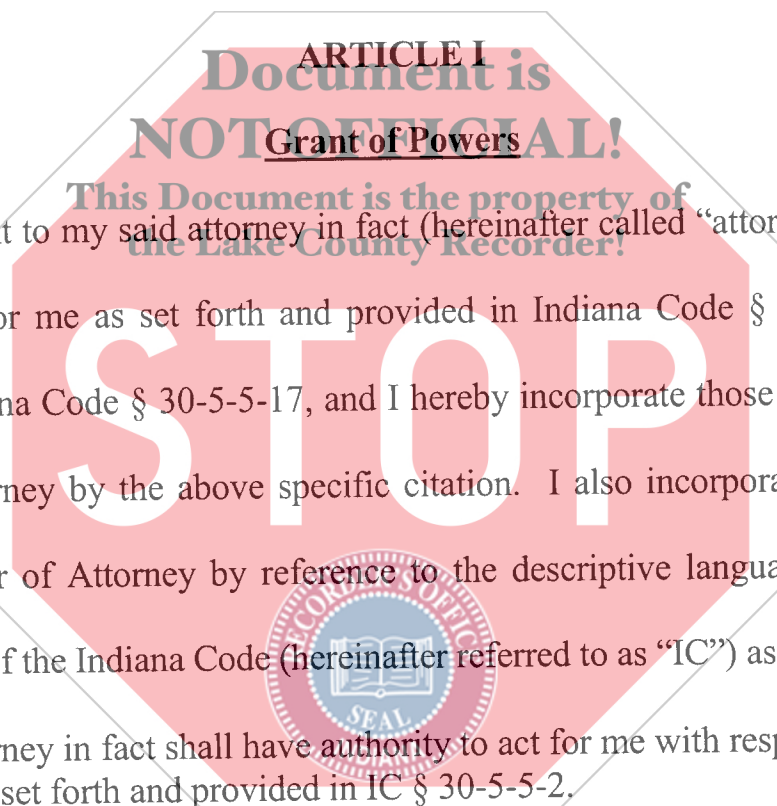 ARTICLE I
Document is
NOT OFFICIAL!
Grant of Powers
This Document is the property of
the Lake County Recorder!
t to my said attorney in fact (hereinafter called “attor
or me as set forth and provided in Indiana Code §
na Code § 30-5-5-17, and I hereby incorporate those
STOP
rney by the above specific citation.  I also incorpora
r of Attorney by reference to the descriptive langua
f the Indiana Code (hereinafter referred to as “IC”) as
RECORDER'S OFFICE
SEAL
INDIANA
rney in fact shall have authority to act for me with resp
set forth and provided in IC § 30-5-5-2.